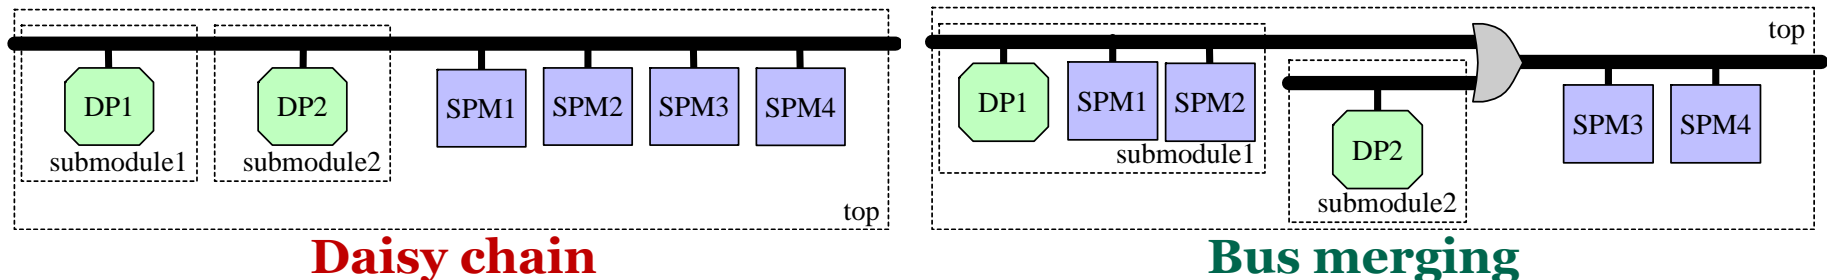 DP1
submodule1
DP2
submodule2
SPM1
SPM2
SPM3
SPM4
top
Daisy chain
DP1
SPM1
SPM2
submodule1
DP2
submodule2
top
SPM3
SPM4
Bus merging